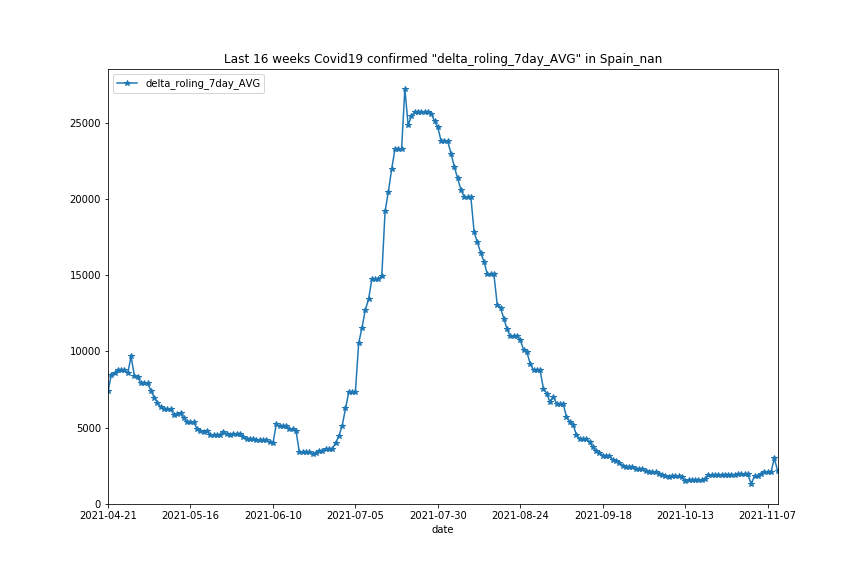 Last 16 weeks Covid19 confirmed "delta_roling_7day_AVG" in Spain_nan
delta_roling_7day_AVG
25000
20000
15000
10000
5000
0
2021-04-21 2021-05-16 2021-06-10 2021-07-05 2021-07-30 2021-08-24 2021-09-18 2021-10-13 2021-11-07
date